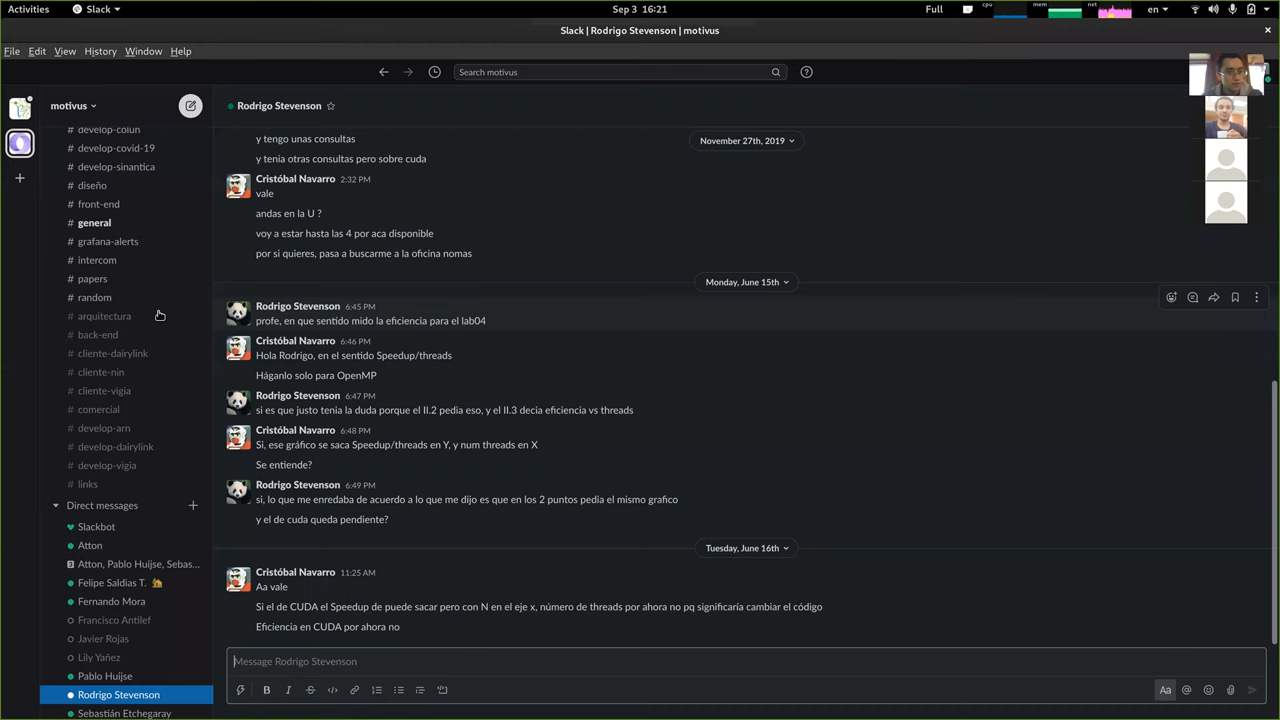 Activities
Slack
Sep 3 16:21
Full
cpu
mem
net
en
Slack | Rodrigo Stevenson | motivus
File Edit View History Window Help
Search motivus
motivus
# develop-colun
# develop-covid-19
# develop-sinantica
# diseño
# front-end
# general
# grafana-alerts
# intercom
# papers
# random
# arquitectura
# back-end
# cliente-dairylink
# cliente-nin
# cliente-vigia
# comercial
# develop-arn
# develop-dairylink
# develop-vigia
# links
Direct messages
Slackbot
Atton
Atton, Pablo Huijse, Sebas...
Felipe Saldias T.
Fernando Mora
Francisco Antilef
Javier Rojas
Lily Yañez
Pablo Huijse
Rodrigo Stevenson
Sebastián Etchegaray
Rodrigo Stevenson
y tengo unas consultas
November 27th, 2019
y tenia otras consultas pero sobre cuda
Cristóbal Navarro 2:32 PM
vale
andas en la U ?
voy a estar hasta las 4 por aca disponible
por si quieres, pasa a buscarme a la oficina nomas
Monday, June 15th
Rodrigo Stevenson 6:45 PM
profe, en que sentido mido la eficiencia para el lab04
Cristóbal Navarro 6:46 PM
Hola Rodrigo, en el sentido Speedup/threads
Háganlo solo para OpenMP
Rodrigo Stevenson 6:47 PM
si es que justo tenia la duda porque el II.2 pedia eso, y el II.3 decia eficiencia vs threads
Cristóbal Navarro 6:48 PM
Si, ese gráfico se saca Speedup/threads en Y, y num threads en X
Se entiende?
Rodrigo Stevenson 6:49 PM
si, lo que me enredaba de acuerdo a lo que me dijo es que en los 2 puntos pedia el mismo grafico
y el de cuda queda pendiente?
Tuesday, June 16th
Cristóbal Navarro 11:25 AM
Aa vale
Si el de CUDA el Speedup de puede sacar pero con N en el eje x, número de threads por ahora no pq significaría cambiar el código
Eficiencia en CUDA por ahora no
Message Rodrigo Stevenson
B I S
Aa